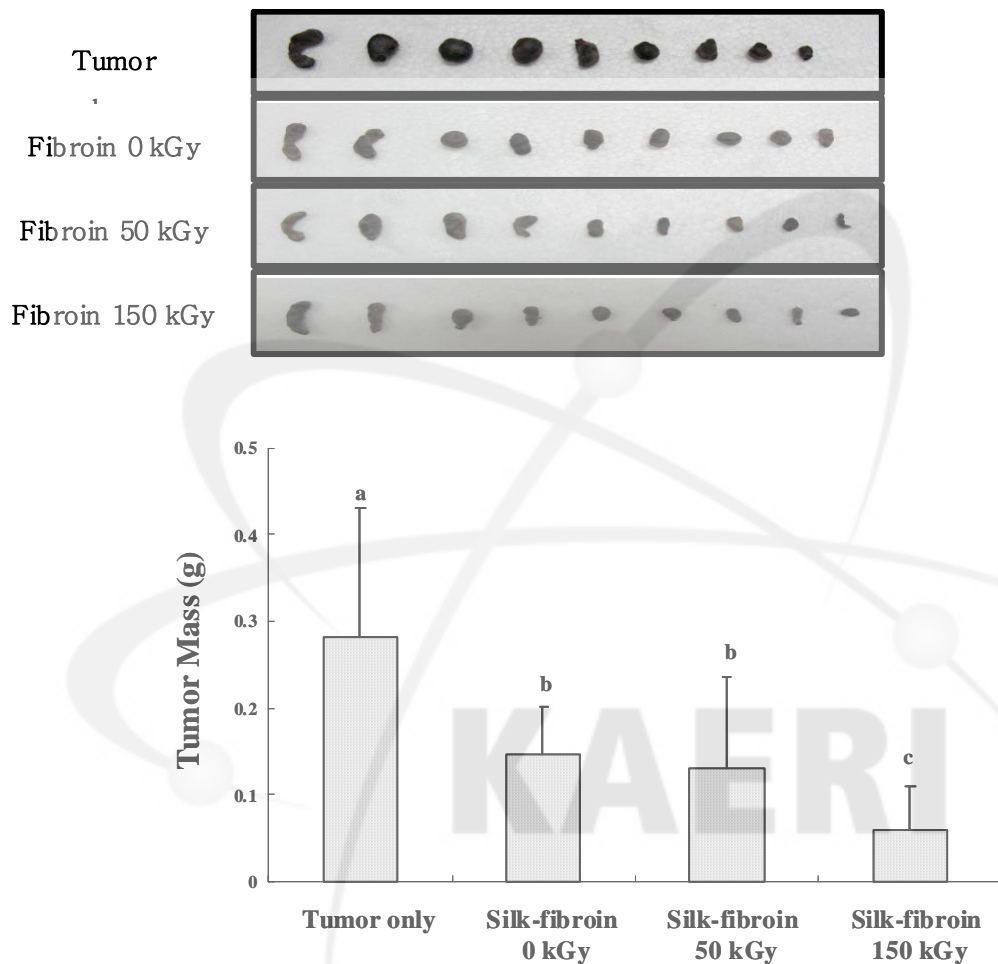 Tumor
Fibroin 0 kGy
Fibroin 50 kGy
Fibroin 150 kGy
0.5
0.4
0.3
0.2
0.1
0
Tumor Mass (g)
a
b
b
c
KAERI
Tumor only
Silk-fibroin
0 kGy
Silk-fibroin
50 kGy
Silk-fibroin
150 kGy